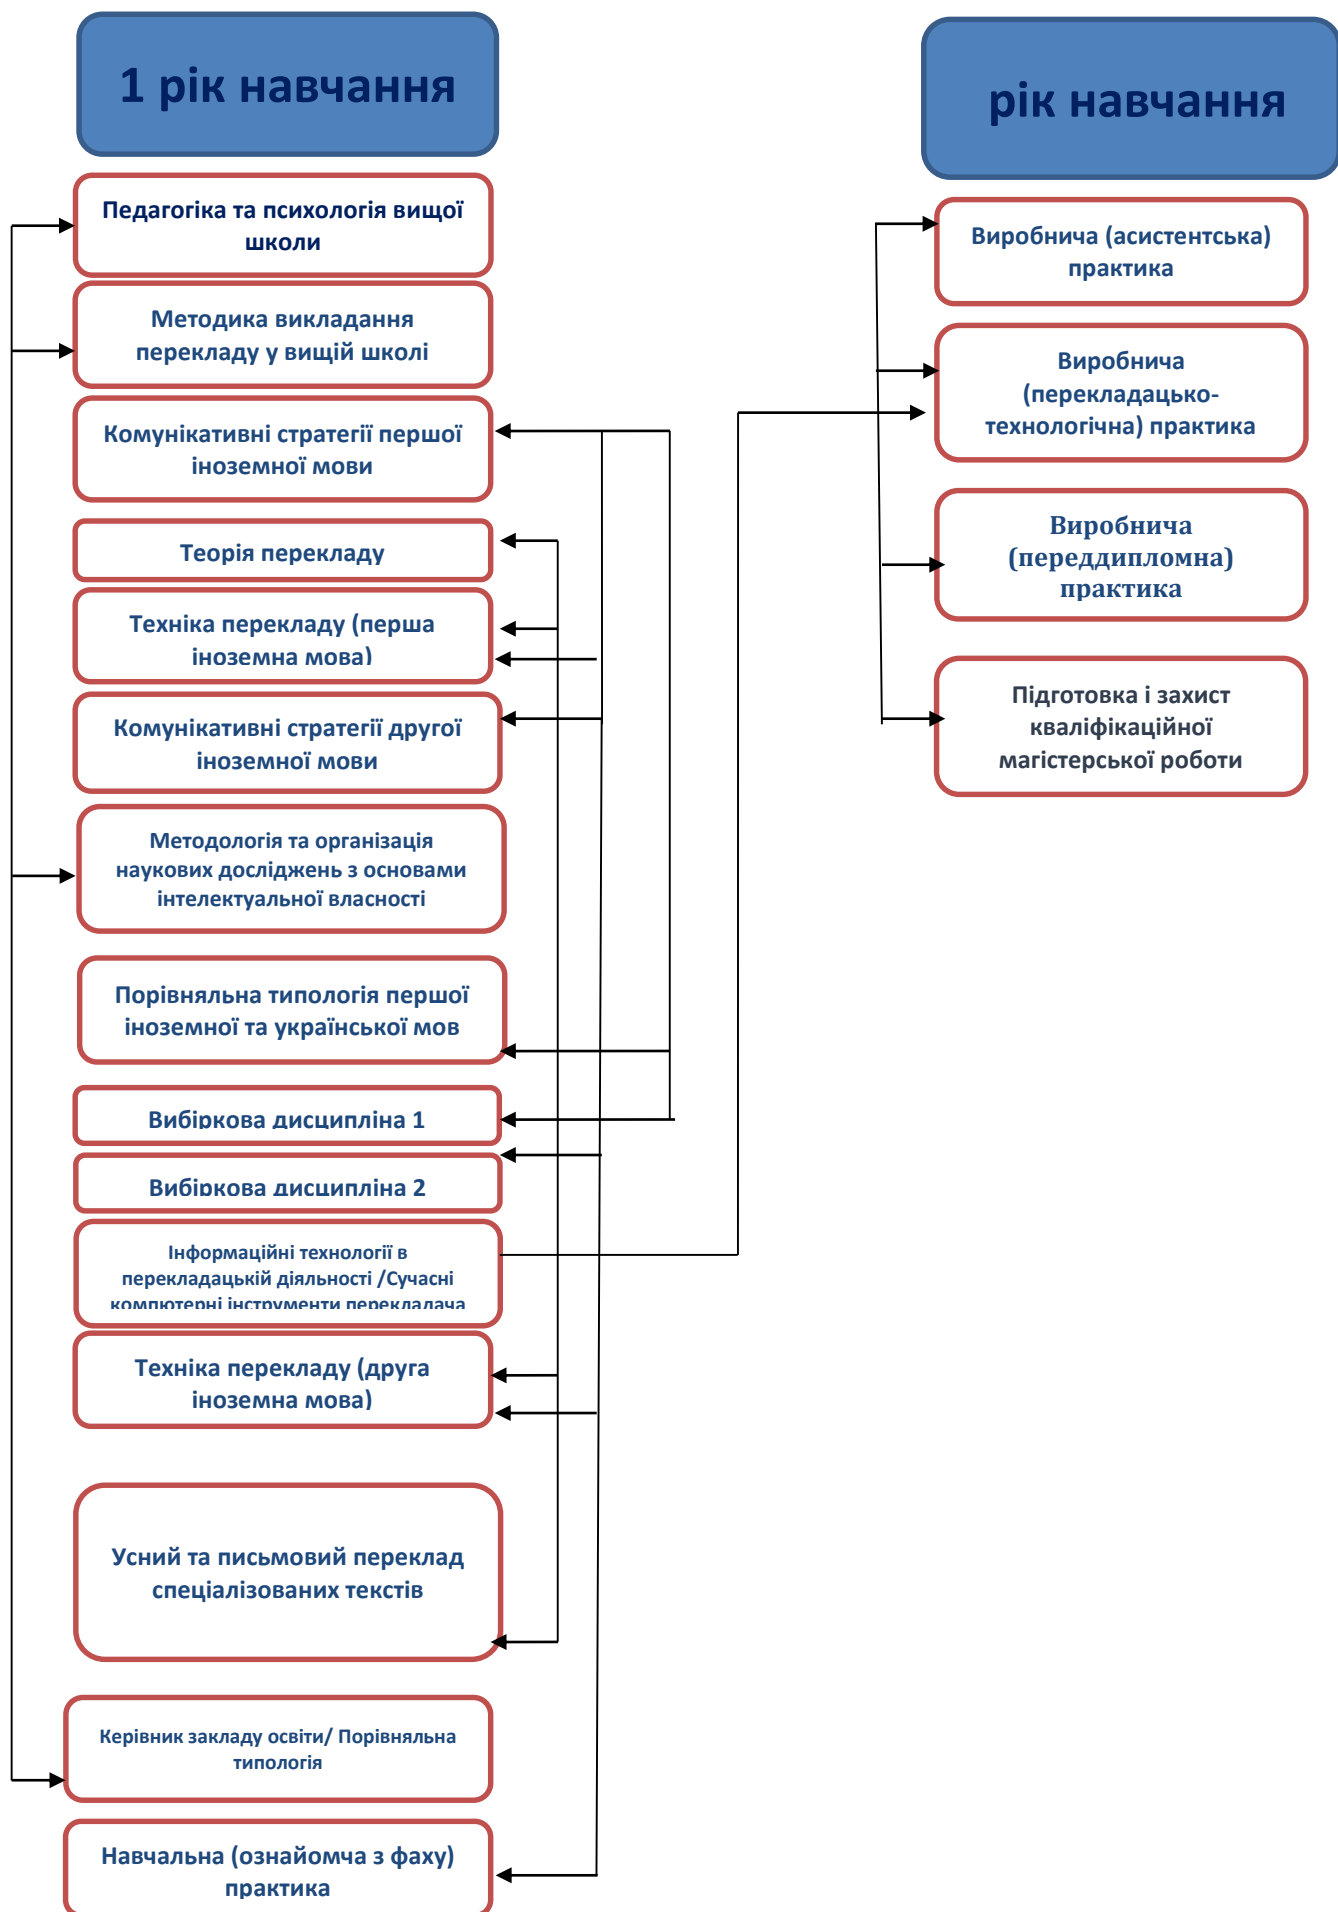 1 рік навчання
Педагогіка та психологія вищої
школи
Методика викладання
перекладу у вищій школі
Комунікативні стратегії першої
іноземної мови
Теорія перекладу
Техніка перекладу (перша
іноземна мова)
Комунікативні стратегії другої
іноземної мови
Методологія та організація
наукових досліджень з основами
інтелектуальної власності
Порівняльна типологія першої
іноземної та української мов
Вибіркова дисципліна 1
Вибіркова дисципліна 2
Інформаційні технології в
перекладацькій діяльності /Сучасні
компютерні інструменти перекладача
Техніка перекладу (друга
іноземна мова)
Усний та письмовий переклад
спеціалізованих текстів
Керівник закладу освіти/ Порівняльна
типологія
Навчальна (ознайомча з фаху)
практика
рік навчання
Виробнича (асистентська)
практика
Виробнича
(перекладацько-
технологічна) практика
Виробнича
(переддипломна)
практика
Підготовка і захист
кваліфікаційної
магістерської роботи